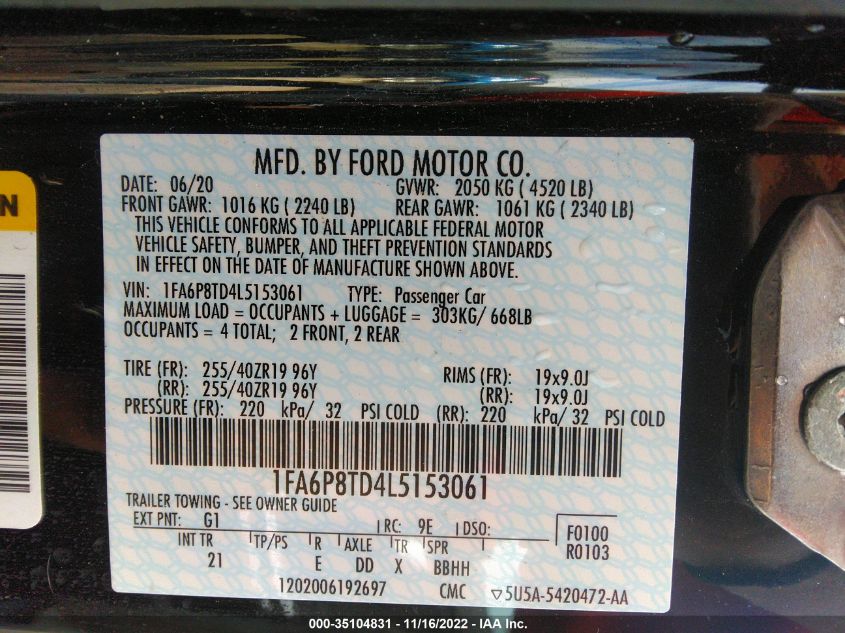 MFD. BY FORD MOTOR CO.
DATE: 06/20 GVWR: 2050 KG ( 4520 LB)
FRONT GAWR: 1016 KG ( 2240 LB) REAR GAWR: 1061 KG ( 2340 LB)
THIS VEHICLE CONFORMS TO ALL APPLICABLE FEDERAL MOTOR
VEHICLE SAFETY, BUMPER, AND THEFT PREVENTION STANDARDS
IN EFFECT ON THE DATE OF MANUFACTURE SHOWN ABOVE.
VIN: 1FA6P8TD4L5153061 TYPE: Passenger Car
MAXIMUM LOAD = OCCUPANTS + LUGGAGE = 303KG/ 668LB
OCCUPANTS = 4 TOTAL; 2 FRONT, 2 REAR
TIRE (FR): 255/40ZR19 96Y RIMS (FR): 19x9.0J
(RR): 255/40ZR19 96Y (RR): 19x9.0J
PRESSURE (FR): 220 kPa/ 32 PSI COLD (RR): 220 kPa/ 32 PSI COLD
1FA6P8TD4L5153061
TRAILER TOWING - SEE OWNER GUIDE
EXT PNT: G1 RC: 9E DSO: F0100
INT TR TP/PS R AXLE TR SPR R0103
21 E DD X BBHH
1202006192697 CMC ▽5U5A-5420472-AA
000-35104831 - 11/16/2022 - IAA Inc.